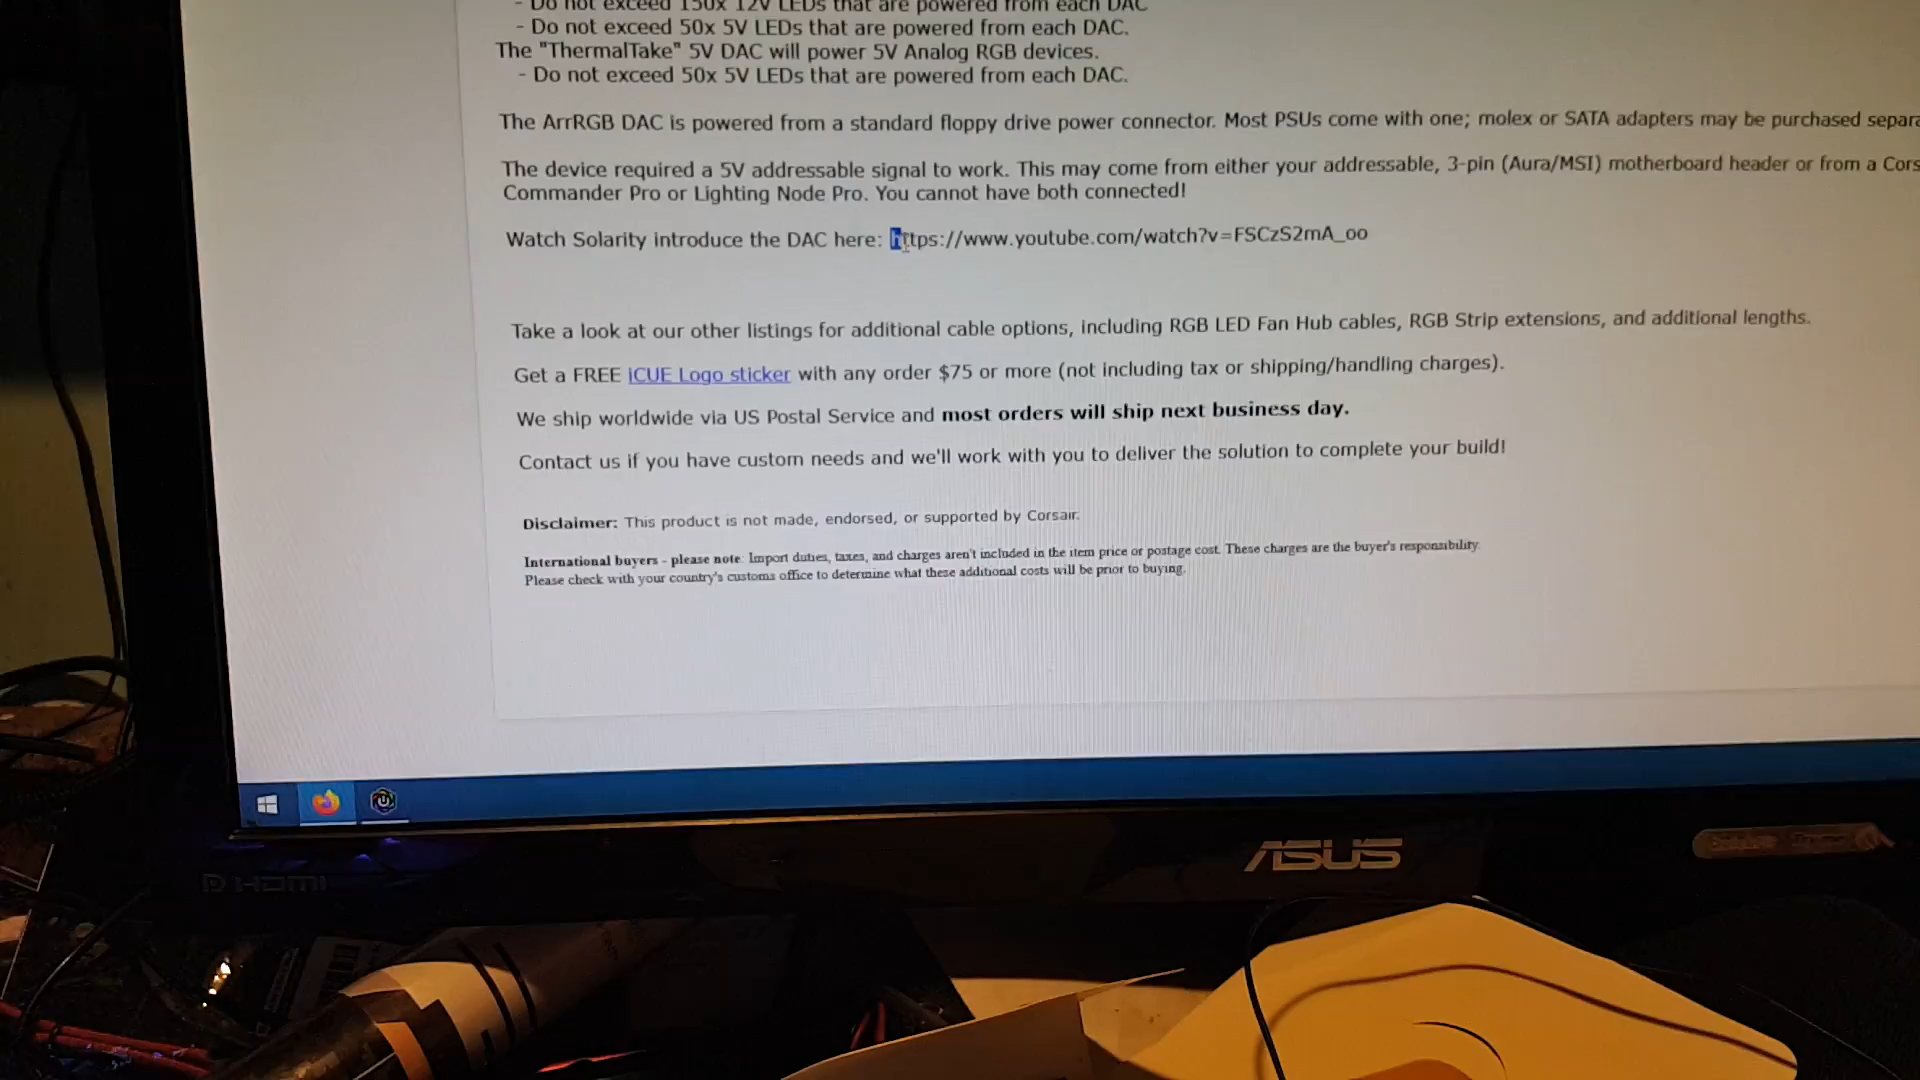 - Do not exceed 150x 12V LEDs that are powered from each DAC
- Do not exceed 50x 5V LEDs that are powered from each DAC.
The "ThermalTake" 5V DAC will power 5V Analog RGB devices.
- Do not exceed 50x 5V LEDs that are powered from each DAC.
The ArrRGB DAC is powered from a standard floppy drive power connector. Most PSUs come with one; molex or SATA adapters may be purchased separa
The device required a 5V addressable signal to work. This may come from either your addressable, 3-pin (Aura/MSI) motherboard header or from a Cors
Commander Pro or Lighting Node Pro. You cannot have both connected!
Watch Solarity introduce the DAC here: https://www.youtube.com/watch?v=FSCzS2mA_oo
Take a look at our other listings for additional cable options, including RGB LED Fan Hub cables, RGB Strip extensions, and additional lengths.
Get a FREE iCUE Logo sticker with any order $75 or more (not including tax or shipping/handling charges).
We ship worldwide via US Postal Service and most orders will ship next business day.
Contact us if you have custom needs and we'll work with you to deliver the solution to complete your build!
Disclaimer: This product is not made, endorsed, or supported by Corsair.
International buyers - please note: Import duties, taxes, and charges aren't included in the item price or postage cost. These charges are the buyer's responsibility.
Please check with your country's customs office to determine what these additional costs will be prior to buying.
ASUS
HDMI